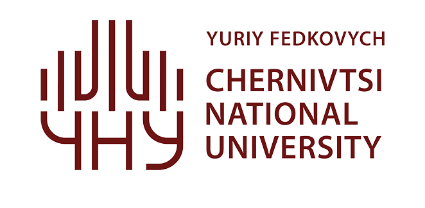 ЧНУ
YURIY FEDKOVYCH
CHERNIVTSI
NATIONAL
UNIVERSITY